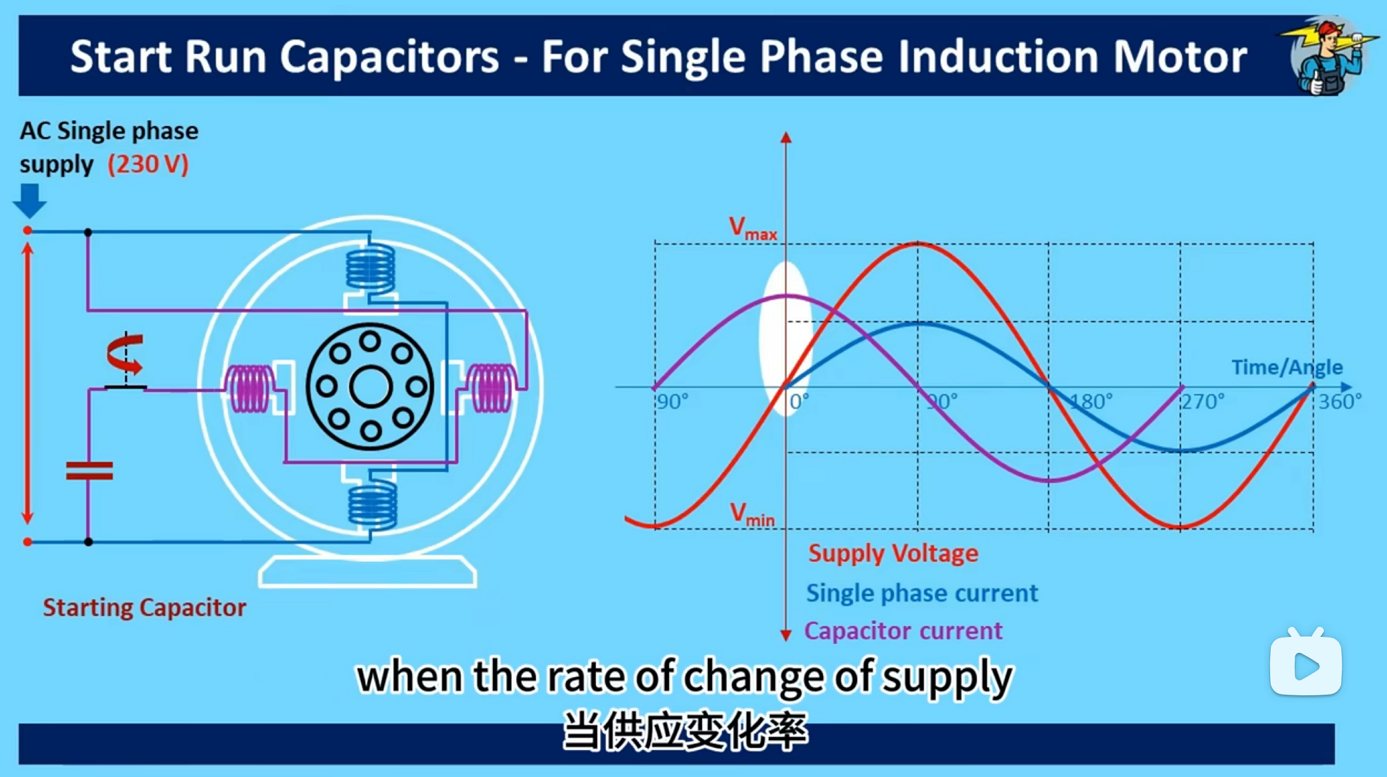 Start Run Capacitors - For Single Phase Induction Motor
AC Single phase
supply (230 V)
Vmax
Time/Angle
90°
0°
90°
180°
270°
360°
Vmin
Supply Voltage
Single phase current
Capacitor current
Starting Capacitor
when the rate of change of supply
当供应变化率